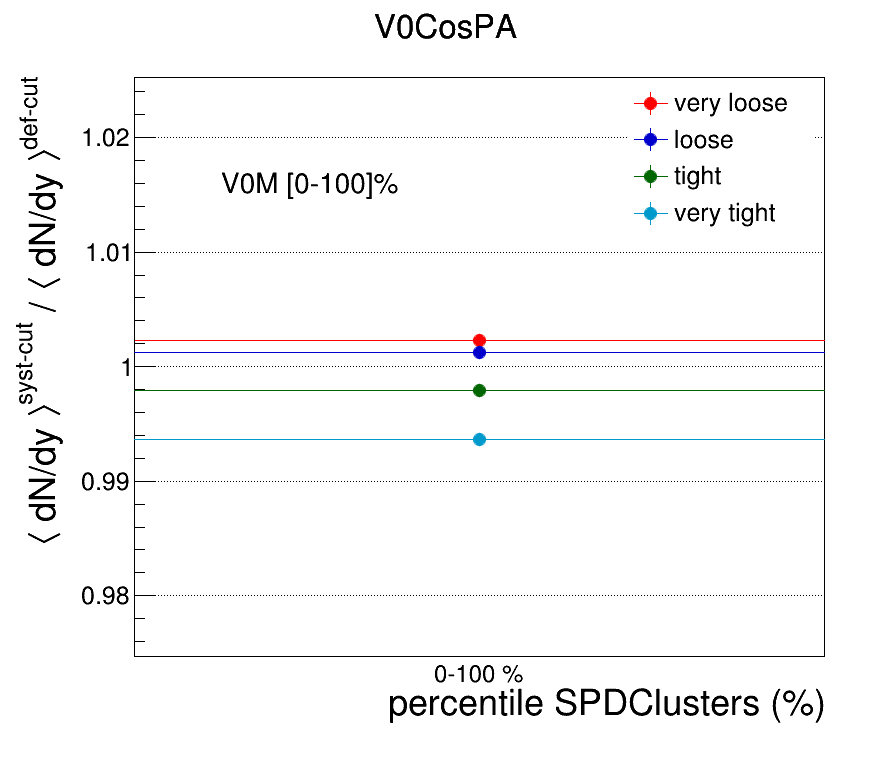 V0CosPA
⟨ dN/dy ⟩^syst-cut / ⟨ dN/dy ⟩^def-cut
1.02
1.01
1
0.99
0.98
V0M [0-100]%
very loose
loose
tight
very tight
0-100 %
percentile SPDClusters (%)